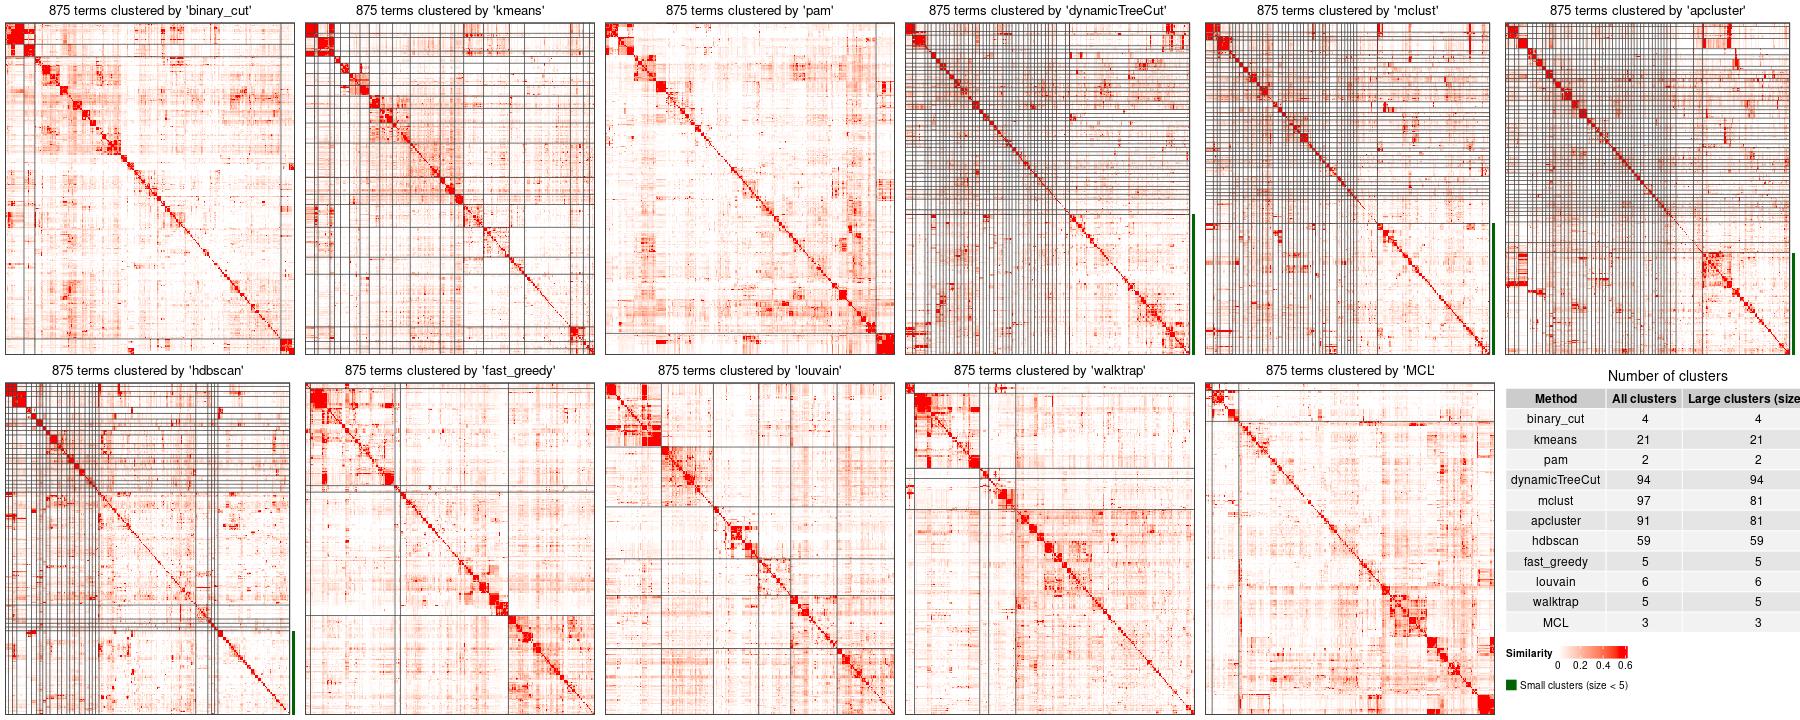 875 terms clustered by 'binary_cut'
875 terms clustered by 'kmeans'
875 terms clustered by 'pam'
875 terms clustered by 'dynamicTreeCut'
875 terms clustered by 'mclust'
875 terms clustered by 'apcluster'
875 terms clustered by 'hdbscan'
875 terms clustered by 'fast_greedy'
875 terms clustered by 'louvain'
875 terms clustered by 'walktrap'
875 terms clustered by 'MCL'
Number of clusters
Method All clusters Large clusters (size
binary_cut 4 4
kmeans 21 21
pam 2 2
dynamicTreeCut 94 94
mclust 97 81
apcluster 91 81
hdbscan 59 59
fast_greedy 5 5
louvain 6 6
walktrap 5 5
MCL 3 3
Similarity
0 0.2 0.4 0.6
Small clusters (size < 5)